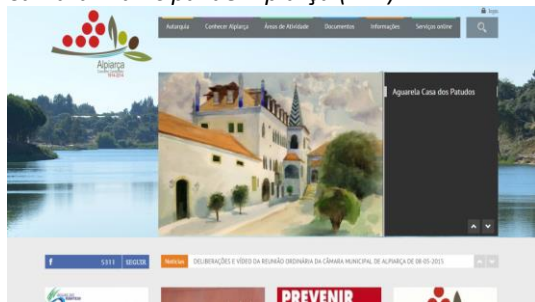 login
Autarquia Conhecer Alpiarça Áreas de Atividade Documentos Informações Serviços online
Alpiarça
Aguarela Casa dos Patudos
f 5311 SEGUIR Notícias DELIBERAÇÕES E VÍDEO DA REUNIÃO ORDINÁRIA DA CÂMARA MUNICIPAL DE ALPIARÇA DE 08-05-2015
PREVENIR